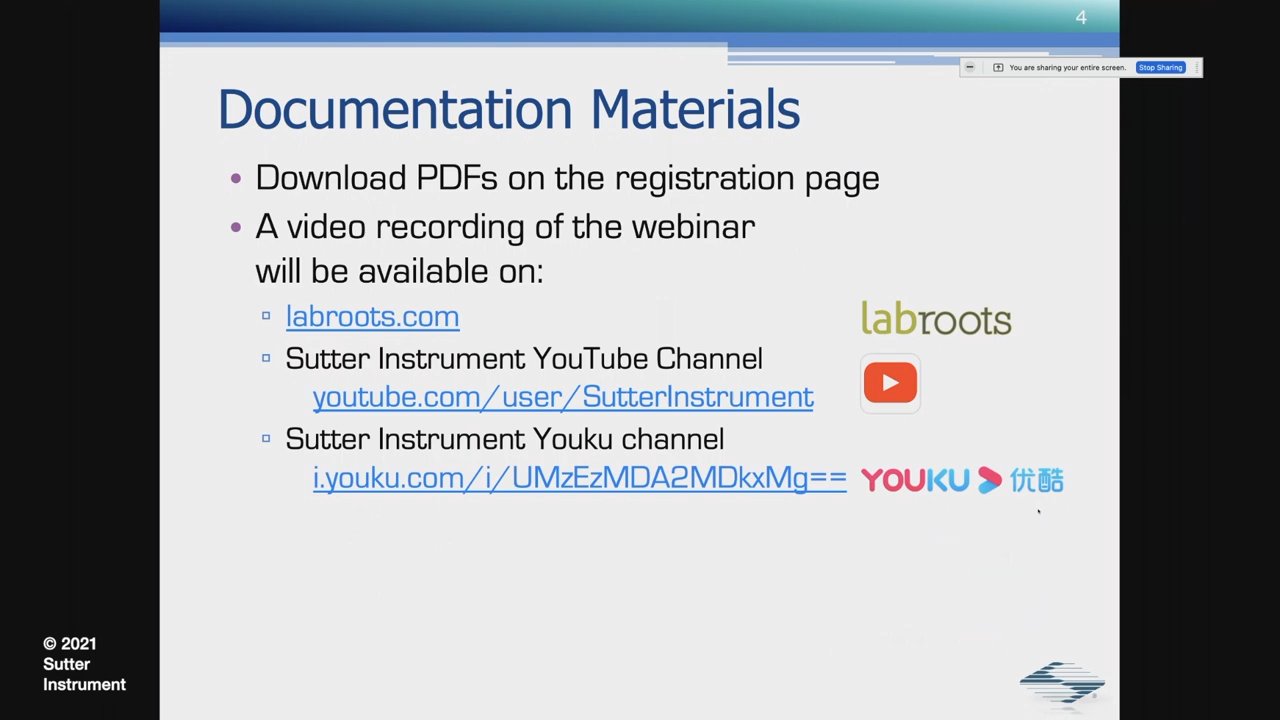 4
You are sharing your entire screen.
Stop Sharing
Documentation Materials
• Download PDFs on the registration page
• A video recording of the webinar
will be available on:
labroots.com
labroots
Sutter Instrument YouTube Channel
youtube.com/user/SutterInstrument
Sutter Instrument Youku channel
i.youku.com/i/UMzEzMDA2MDkxMg==
YOUKU 优酷
© 2021
Sutter
Instrument